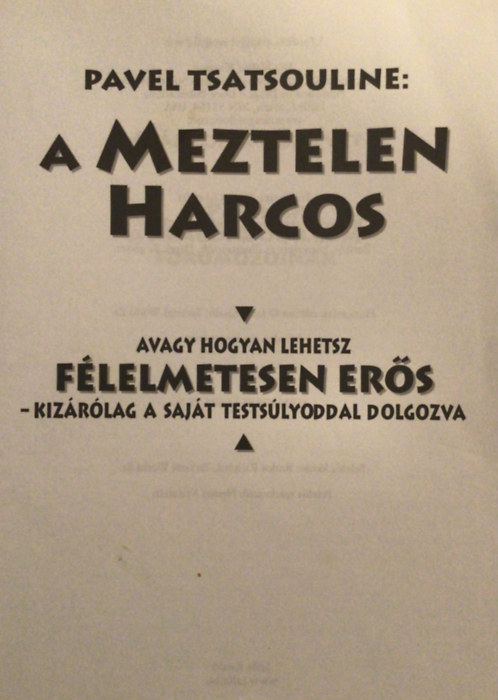 PAVEL TSATSOULINE:
A MEZTELEN
HARCOS
AVAGY HOGYAN LEHETSZ
FÉLELMETESEN ERŐS
– KIZÁRÓLAG A SAJÁT TESTSÚLYODDAL DOLGOZVA